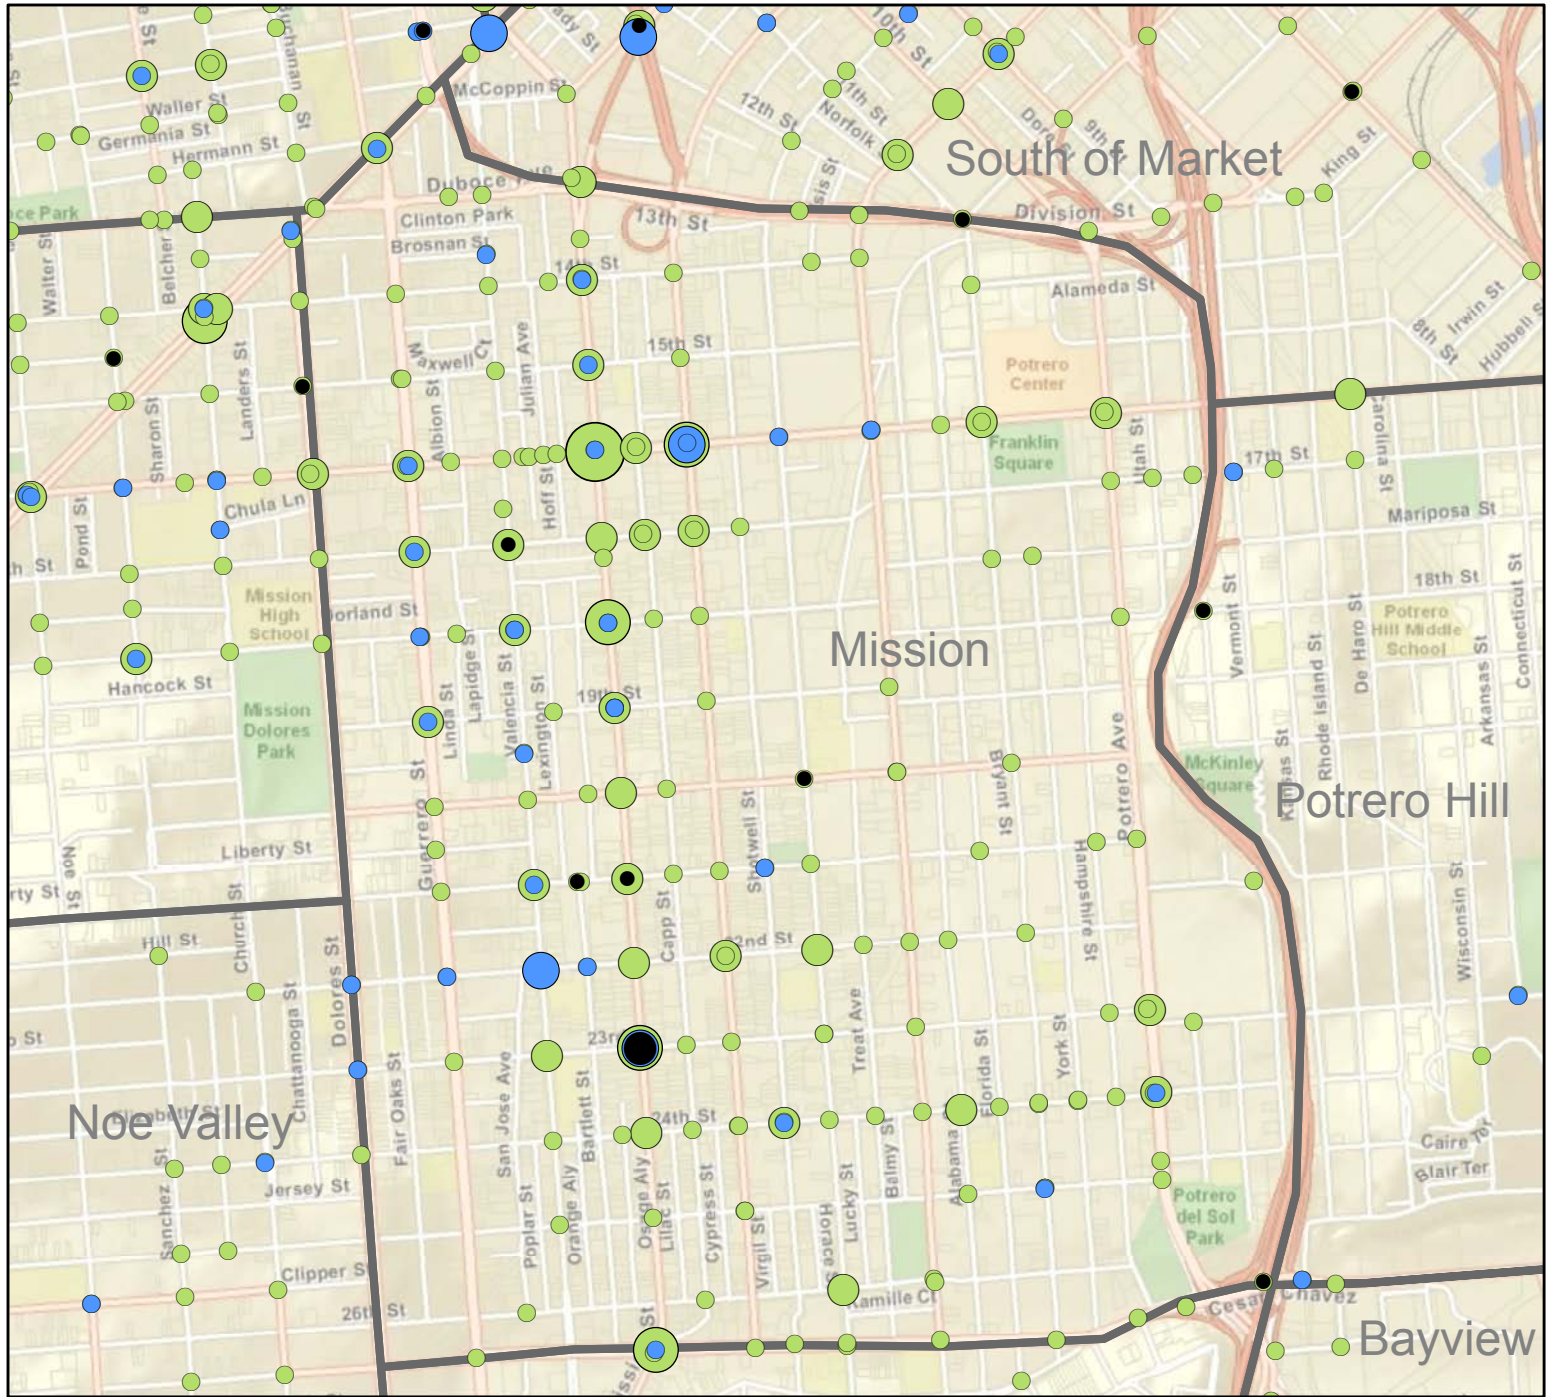 10th St
McCoppin St
Waller St
11th St
12th St
Norfolk
9th St
Germania St
Hermann St
South of Market
King St
Duboce Ave
Clinton Park
13th St
Division St
Brosnan St
Walter St
Belcher
14th St
Alameda St
Irwin St
8th St
Hubbell S
Julian Ave
15th St
Maxwell Ct
Landers St
Potrero
Center
Sharon St
Albion St
Carolina St
Utah St
Franklin
Square
17th St
Hoff St
Chula Ln
Pond St
Mariposa St
Mission
High
School
Dorland St
18th St
Vermont St
Connecticut St
De Haro St
Potrero
Hill Middle
School
Mission
Lapidge St
Hancock St
Valencia St
Rhode Island St
Arkansas St
19th St
Linda St
Lexington St
Mission
Dolores
Park
Potrero Ave
McKinley
Square
Guerrero St
Bryant St
Kansas St
Potrero Hill
Shotwell St
Liberty St
Noe St
rty St
Hampshire St
Church St
Capp St
Hill St
22nd St
Wisconsin St
Dolores St
Chattanooga St
Treat Ave
York St
Florida St
Fair Oaks St
San Jose Ave
Bartlett St
24th St
Noe Valley
Elizabeth St
Caire Ter
Blair Ter
Sanchez St
Jersey St
Poplar St
Orange Aly
Osage Aly
Lilac St
Cypress St
Virgil St
Horace S
Lucky St
Balmy St
Alabama
Potrero
del Sol
Park
Clipper St
Kamille Ct
Cesar Chavez
26th St
Bayview